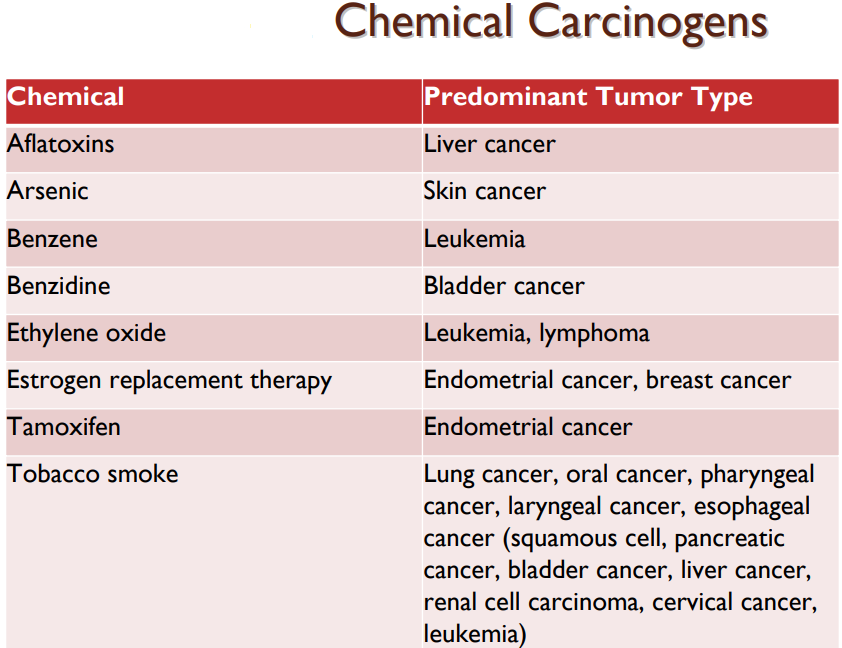 Chemical Carcinogens
Chemical Predominant Tumor Type
Aflatoxins Liver cancer
Arsenic Skin cancer
Benzene Leukemia
Benzidine Bladder cancer
Ethylene oxide Leukemia, lymphoma
Estrogen replacement therapy Endometrial cancer, breast cancer
Tamoxifen Endometrial cancer
Tobacco smoke Lung cancer, oral cancer, pharyngeal
cancer, laryngeal cancer, esophageal
cancer (squamous cell, pancreatic
cancer, bladder cancer, liver cancer,
renal cell carcinoma, cervical cancer,
leukemia)